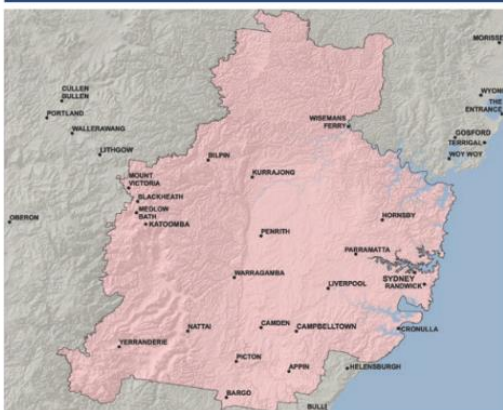 MORISSE
CULLEN
BULLEN
WYON
THE
ENTRANCE
PORTLAND
WISEMANS
FERRY
WALLERAWANG
GOSFORD
TERRIGAL
LITHGOW
BILPIN
WOY WOY
MOUNT
VICTORIA
KURRAJONG
BLACKHEATH
MEDLOW
BATH
OBERON
KATOOMBA
HORNSBY
PENRITH
PARRAMATTA
SYDNEY
WARRAGAMBA
RANDWICK
LIVERPOOL
NATTAI
CAMDEN
CAMPBELLTOWN
CRONULLA
YERRANDERIE
PICTON
APPIN
HELENSBURGH
BARGO
BULLI